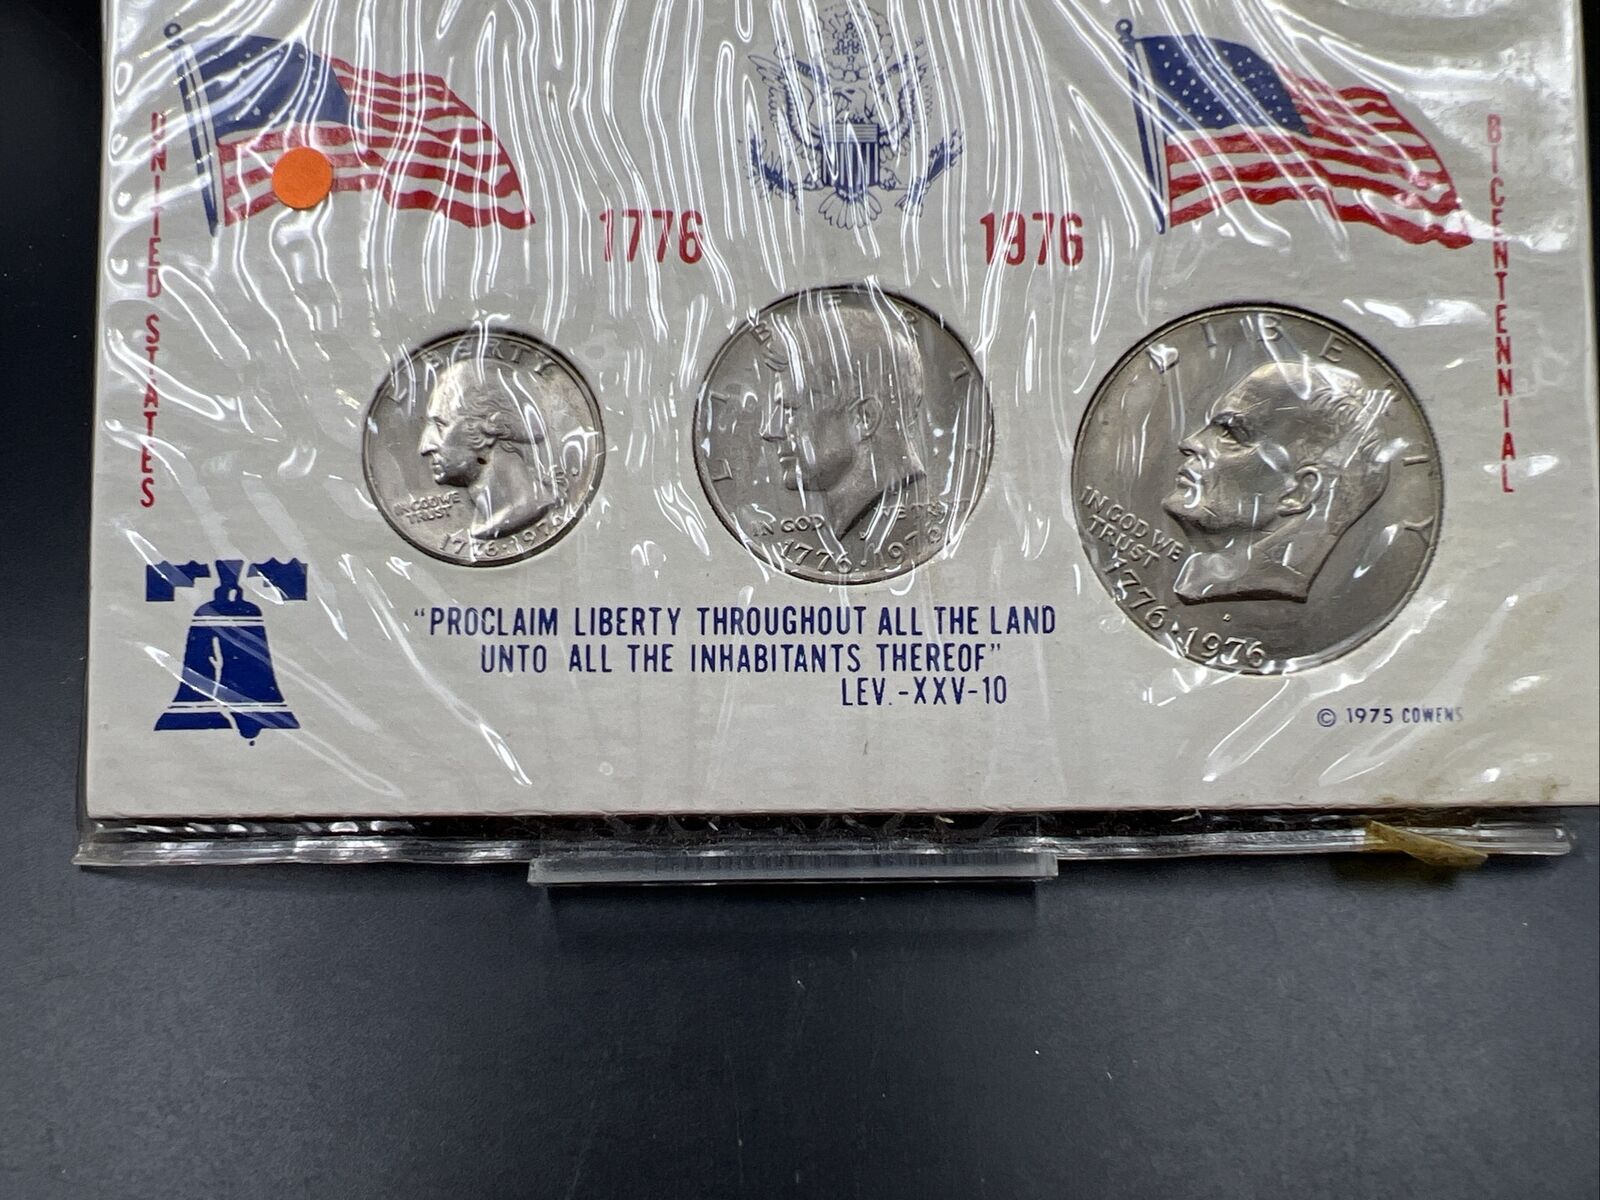 UNITED STATES
1776
1976
BICENTENNIAL
LIBERTY
IN GOD WE
TRUST
1776·1976
LIBERTY
IN GOD WE TRUST
1776·1976
LIBERTY
IN GOD WE
TRUST
1776·1976
"PROCLAIM LIBERTY THROUGHOUT ALL THE LAND
UNTO ALL THE INHABITANTS THEREOF"
LEV.-XXV-10
© 1975 COWENS